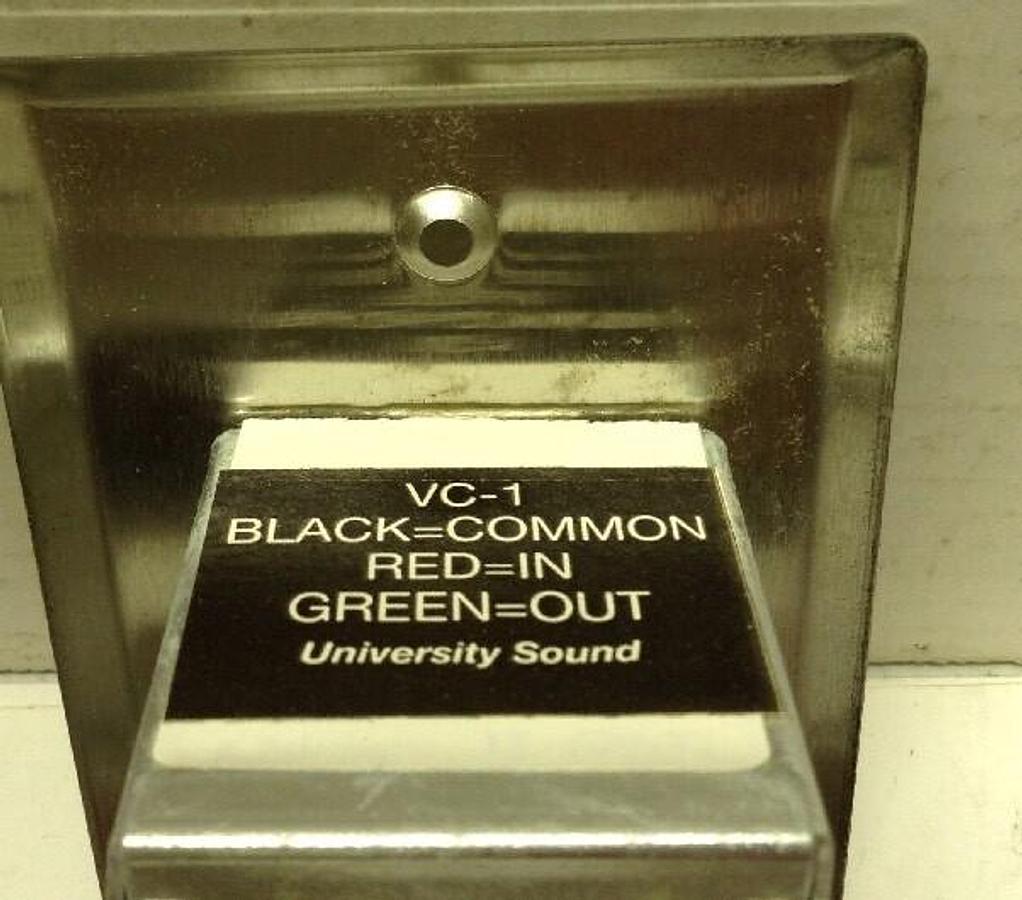 VC-1
BLACK=COMMON
RED=IN
GREEN=OUT
University Sound